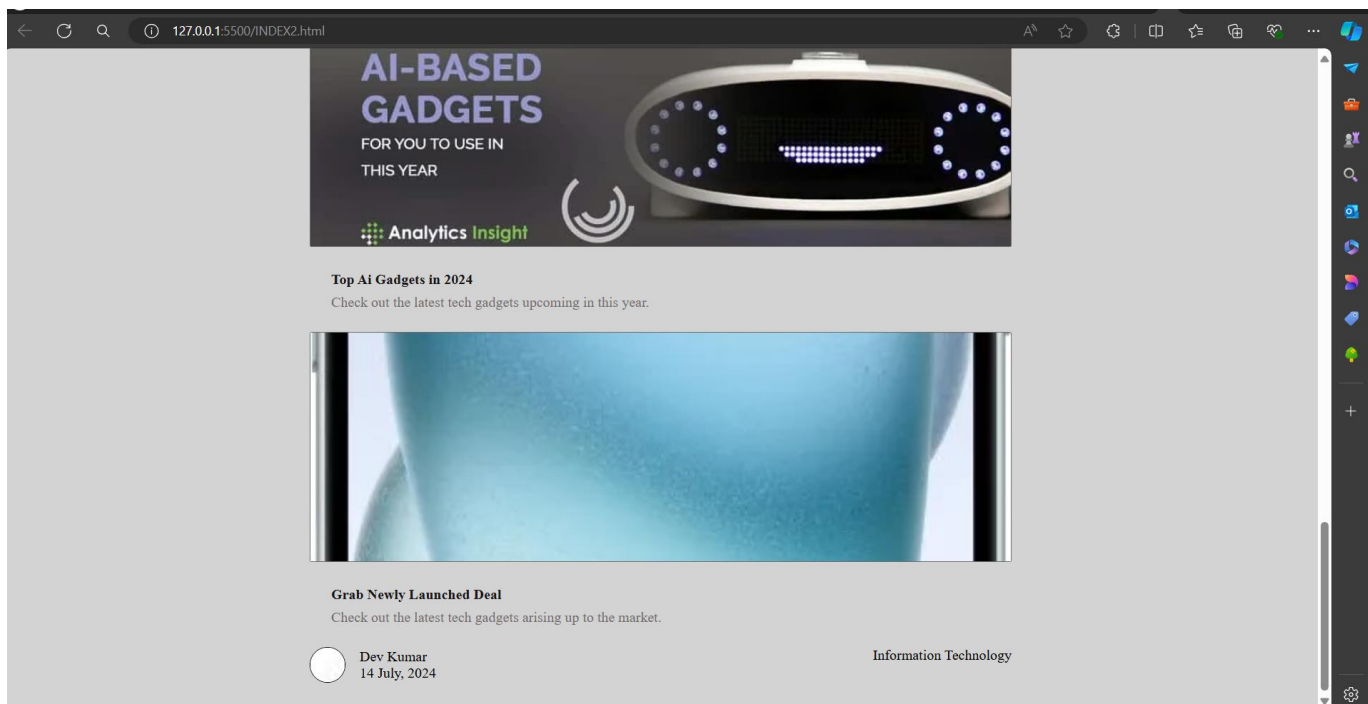 127.0.0.1:5500/INDEX2.html
AI-BASED
GADGETS
FOR YOU TO USE IN
THIS YEAR
Analytics Insight
Top Ai Gadgets in 2024
Check out the latest tech gadgets upcoming in this year.
Grab Newly Launched Deal
Check out the latest tech gadgets arising up to the market.
Dev Kumar
14 July, 2024
Information Technology